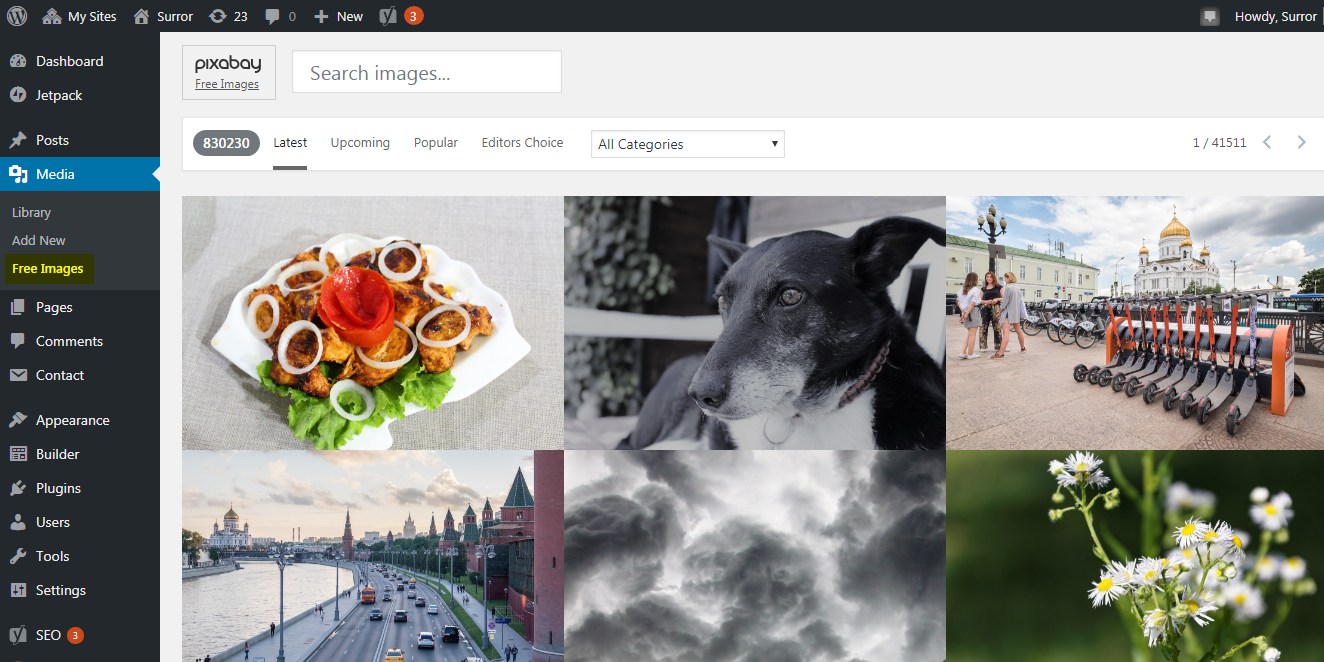 My Sites Surror 23 0 New 3 Howdy, Surror
Dashboard
Jetpack
Posts
Media
Library
Add New
Free Images
Pages
Comments
Contact
Appearance
Builder
Plugins
Users
Tools
Settings
SEO 3
pixabay
Free Images
Search images...
830230 Latest Upcoming Popular Editors Choice All Categories 1 / 41511